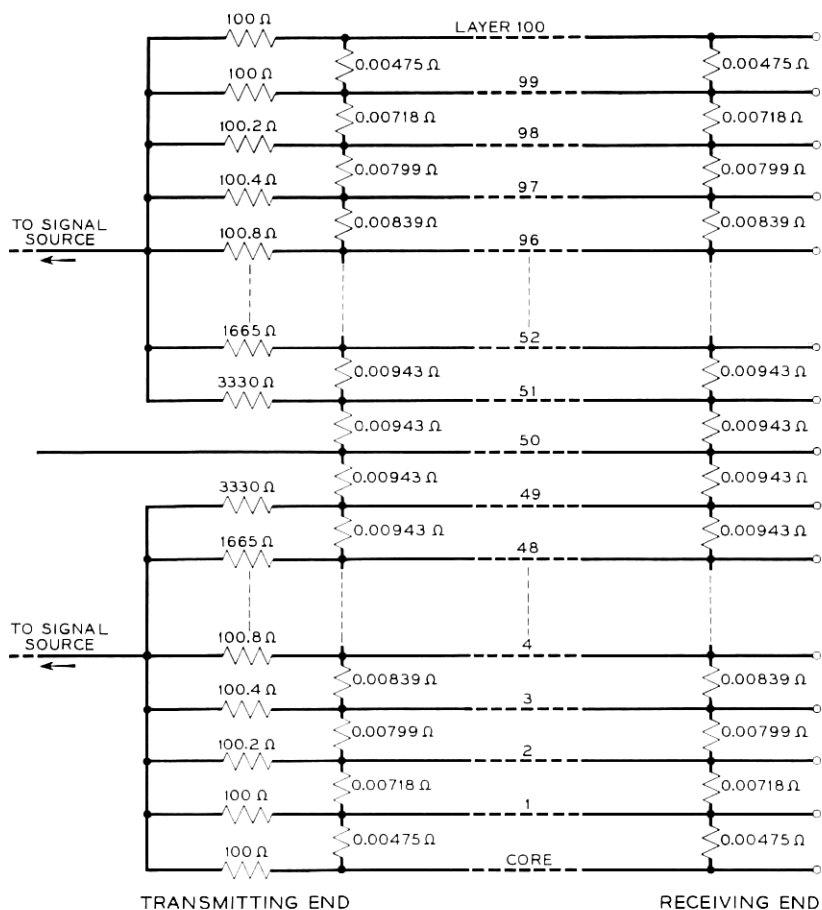 100 Ω
LAYER 100
0.00475 Ω
0.00475 Ω
100 Ω
99
0.00718 Ω
0.00718 Ω
100.2 Ω
98
0.00799 Ω
0.00799 Ω
100.4 Ω
97
0.00839 Ω
0.00839 Ω
TO SIGNAL
SOURCE
100.8 Ω
96
1665 Ω
52
0.00943 Ω
0.00943 Ω
3330 Ω
51
0.00943 Ω
0.00943 Ω
50
0.00943 Ω
0.00943 Ω
3330 Ω
49
0.00943 Ω
0.00943 Ω
1665 Ω
48
TO SIGNAL
SOURCE
100.8 Ω
4
0.00839 Ω
0.00839 Ω
100.4 Ω
3
0.00799 Ω
0.00799 Ω
100.2 Ω
2
0.00718 Ω
0.00718 Ω
100 Ω
1
0.00475 Ω
0.00475 Ω
100 Ω
CORE
TRANSMITTING END
RECEIVING END